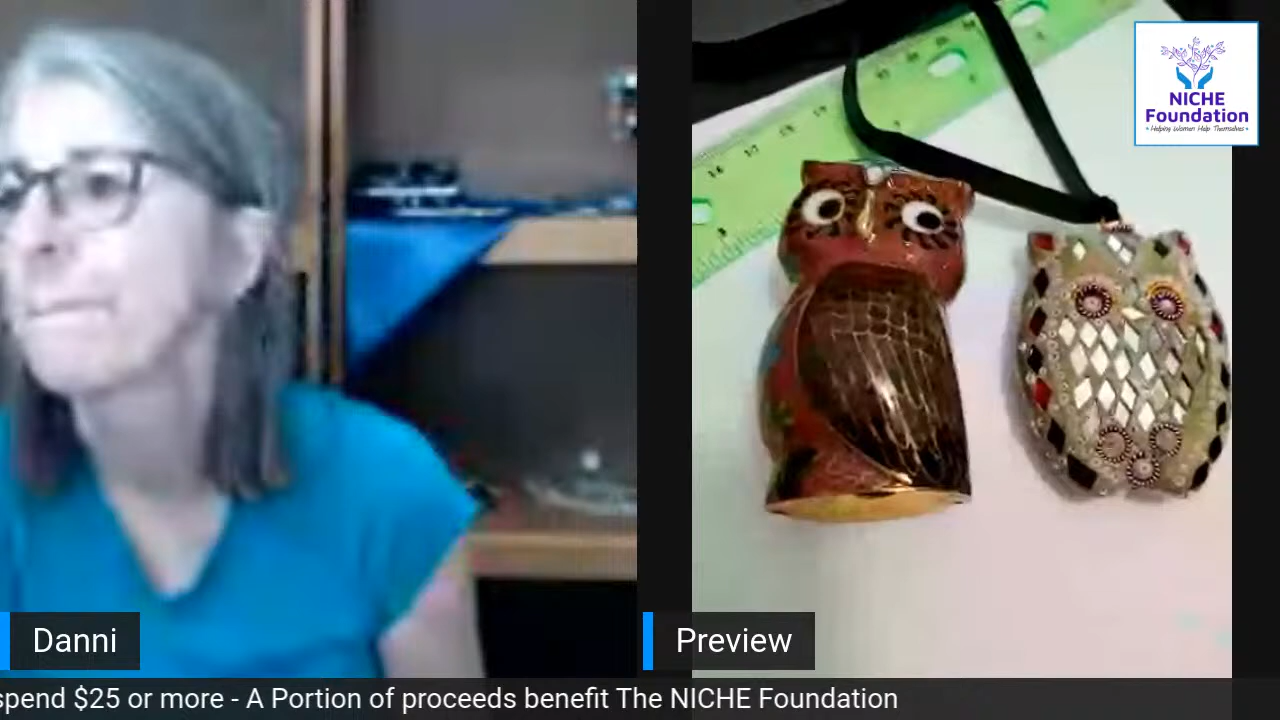 NICHE
Foundation
Helping Women Help Themselves
Danni
Preview
spend $25 or more - A Portion of proceeds benefit The NICHE Foundation